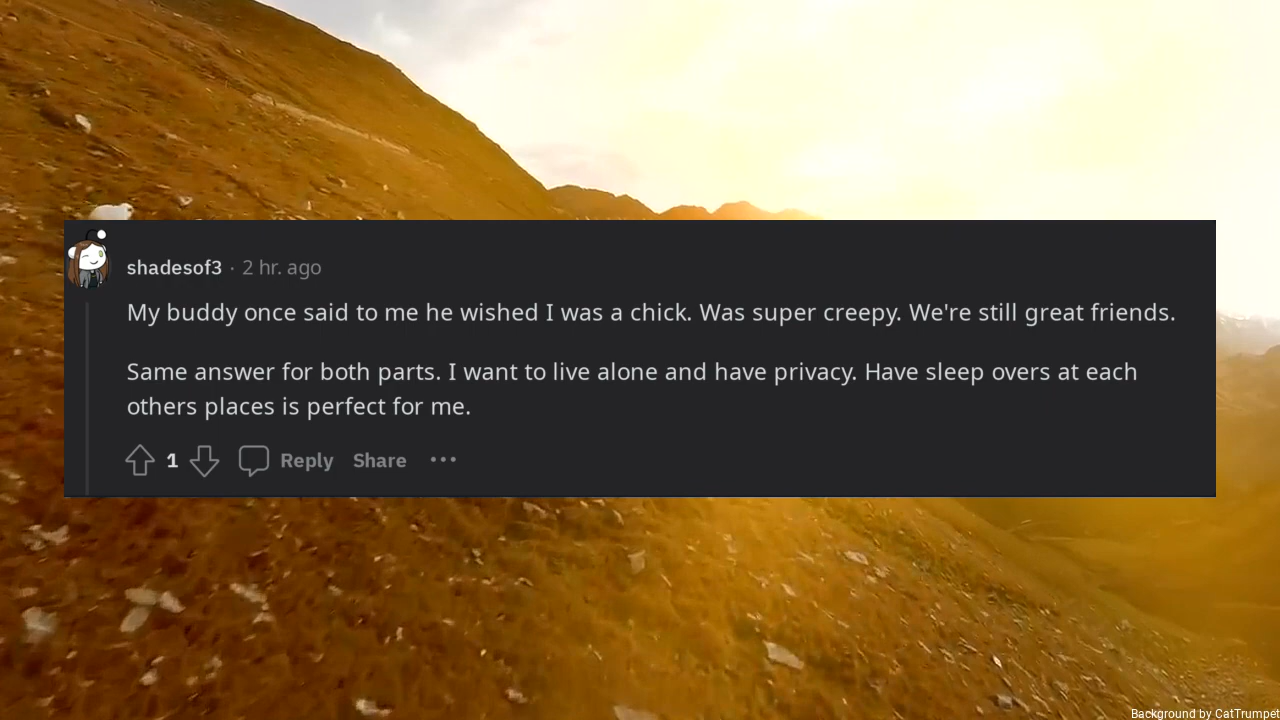 shadesof3 · 2 hr. ago
My buddy once said to me he wished I was a chick. Was super creepy. We're still great friends.
Same answer for both parts. I want to live alone and have privacy. Have sleep overs at each
others places is perfect for me.
1 Reply Share ···
Background by CatTrumpet